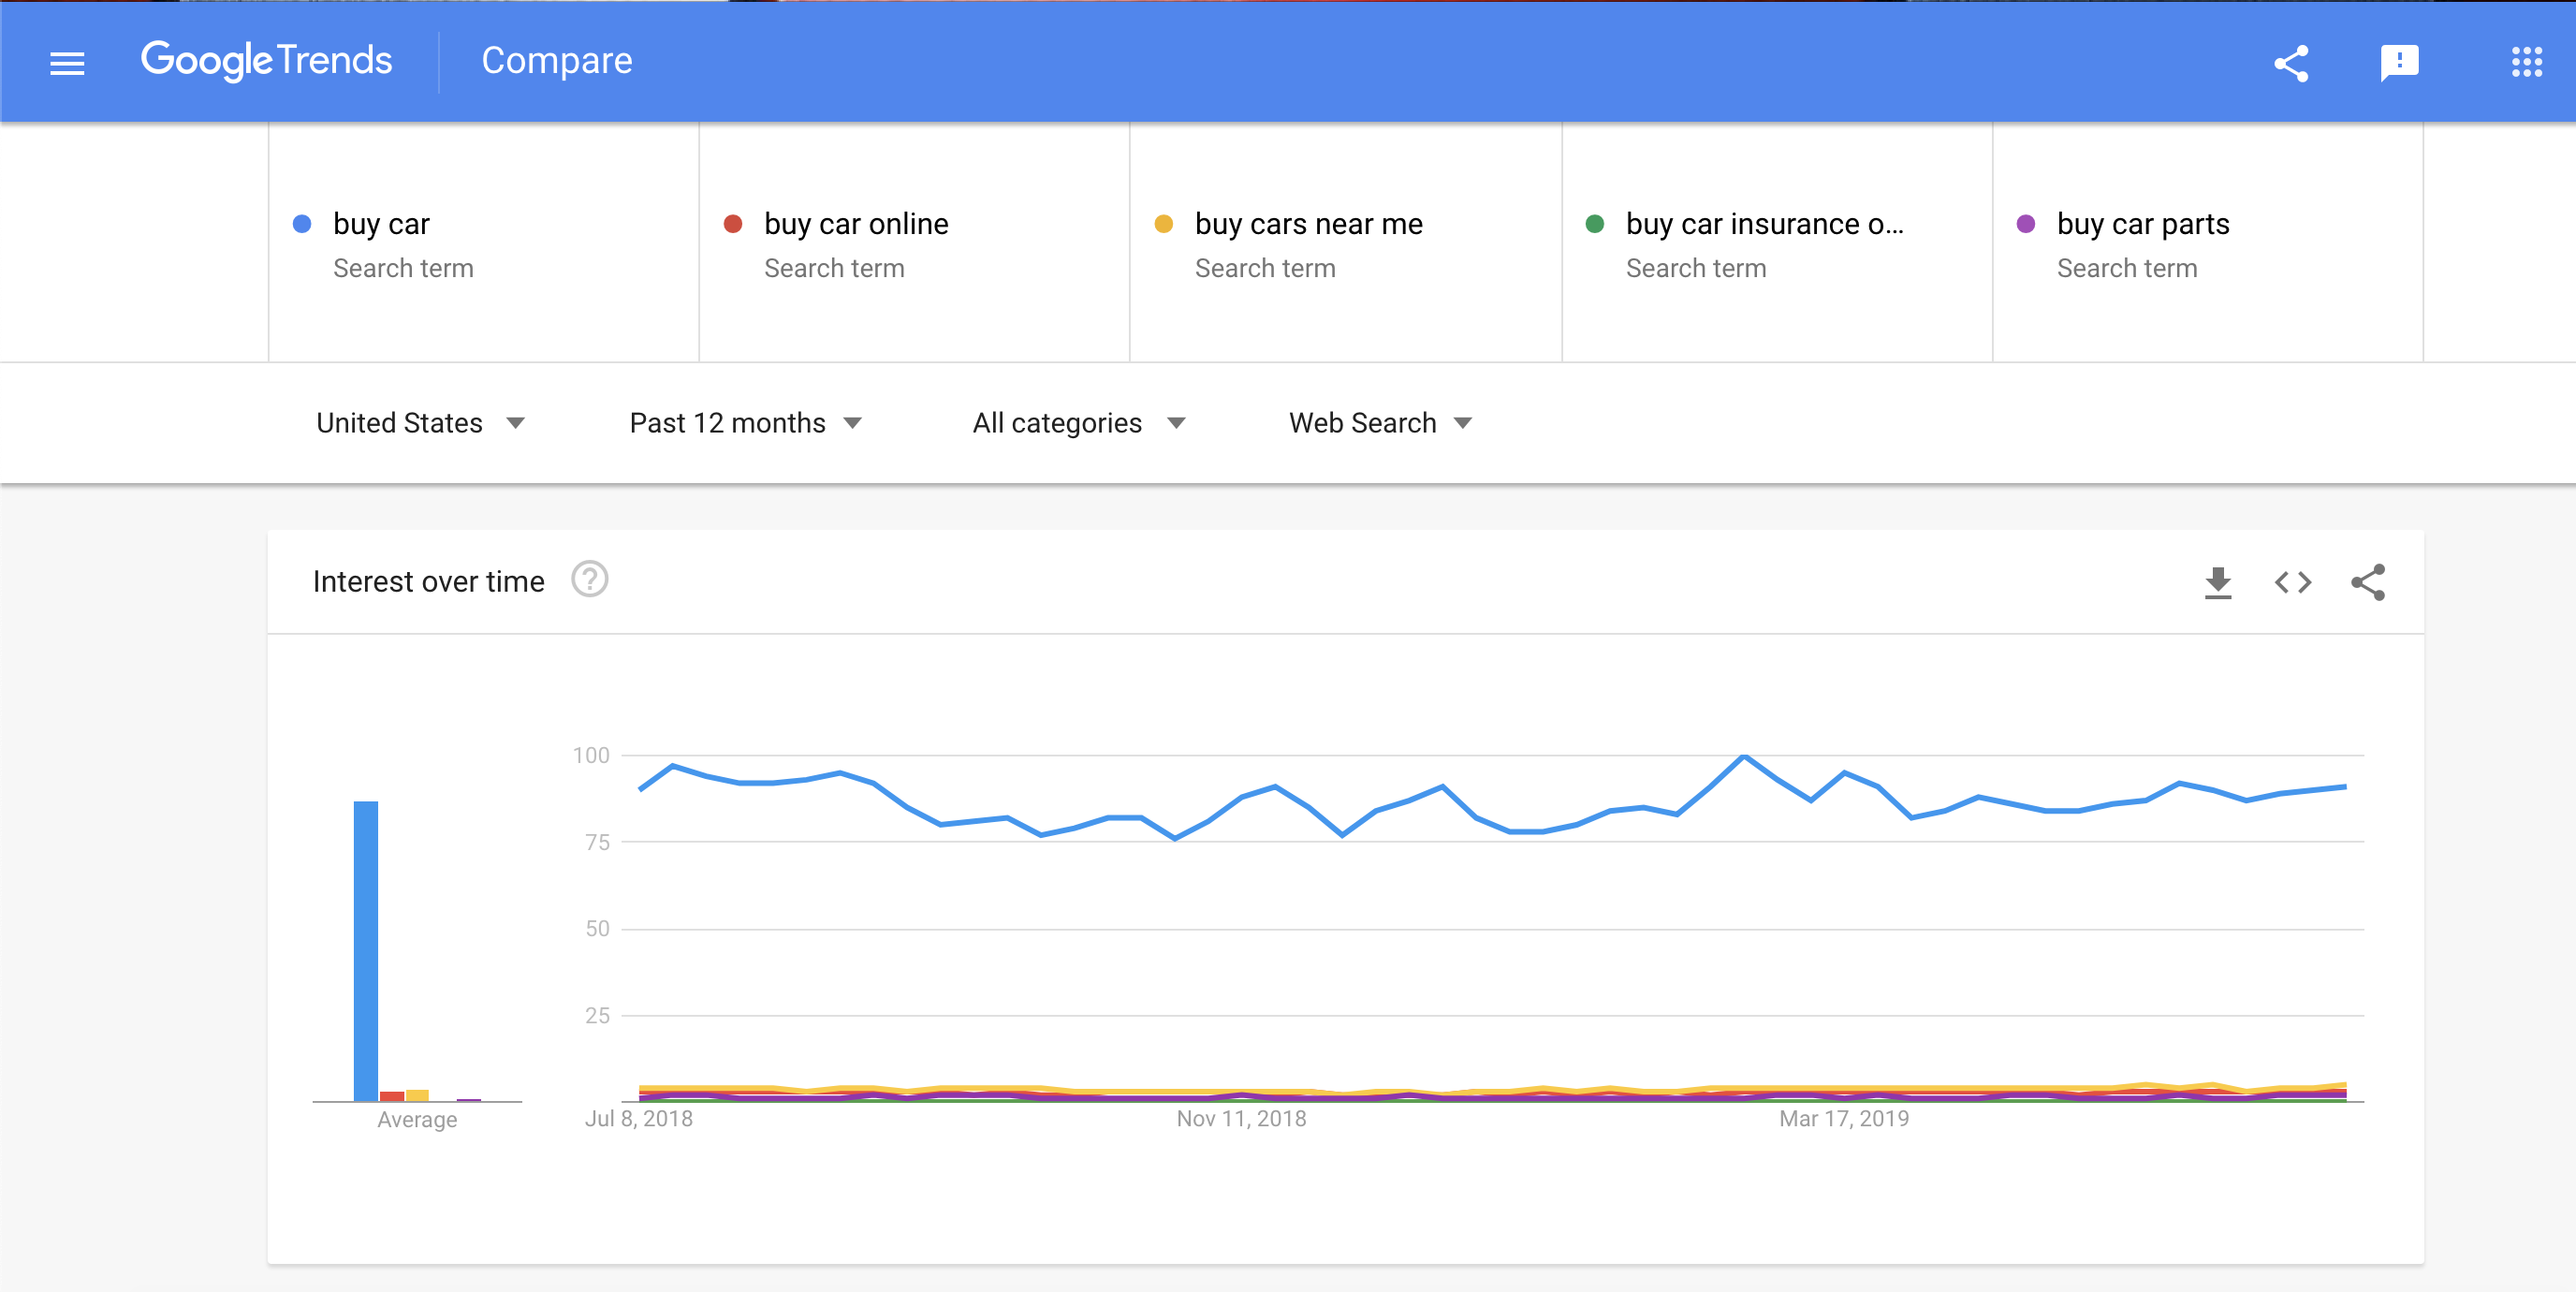 Google Trends Compare
buy car
Search term
buy car online
Search term
buy cars near me
Search term
buy car insurance o...
Search term
buy car parts
Search term
United States Past 12 months All categories Web Search
Interest over time ?
100
75
50
25
Average
Jul 8, 2018 Nov 11, 2018 Mar 17, 2019